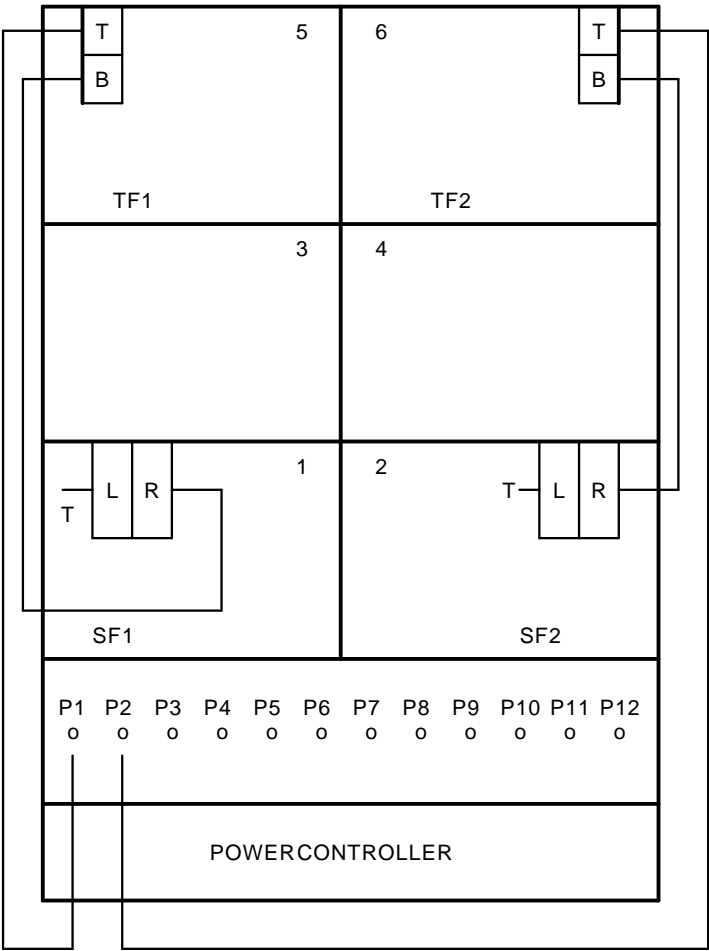 T 5 6 T
B B
TF1 TF2
3 4
1 2
L R T L R
T
SF1 SF2
P1 P2 P3 P4 P5 P6 P7 P8 P9 P10 P11 P12
o o o o o o o o o o o o
POWERCONTROLLER